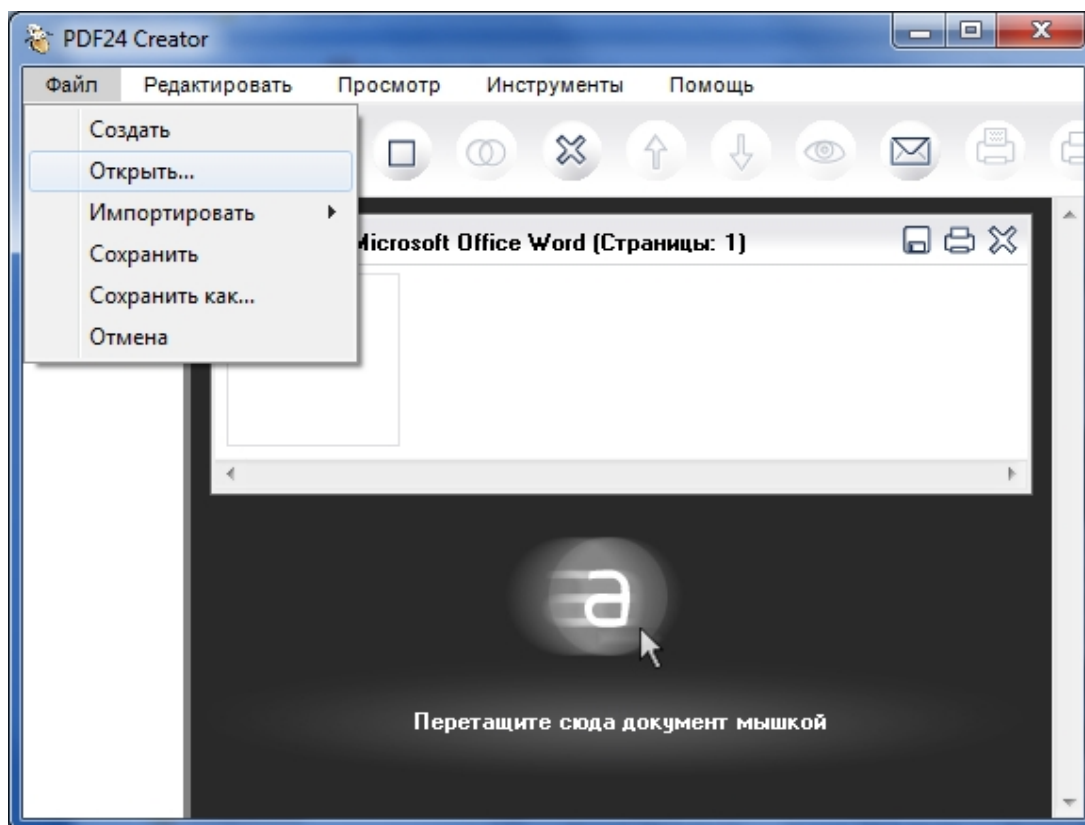 PDF24 Creator
Файл Редактировать Просмотр Инструменты Помощь
Создать
Открыть...
Импортировать
Сохранить
Сохранить как...
Отмена
Microsoft Office Word (Страницы: 1)
a
Перетащите сюда документ мышкой